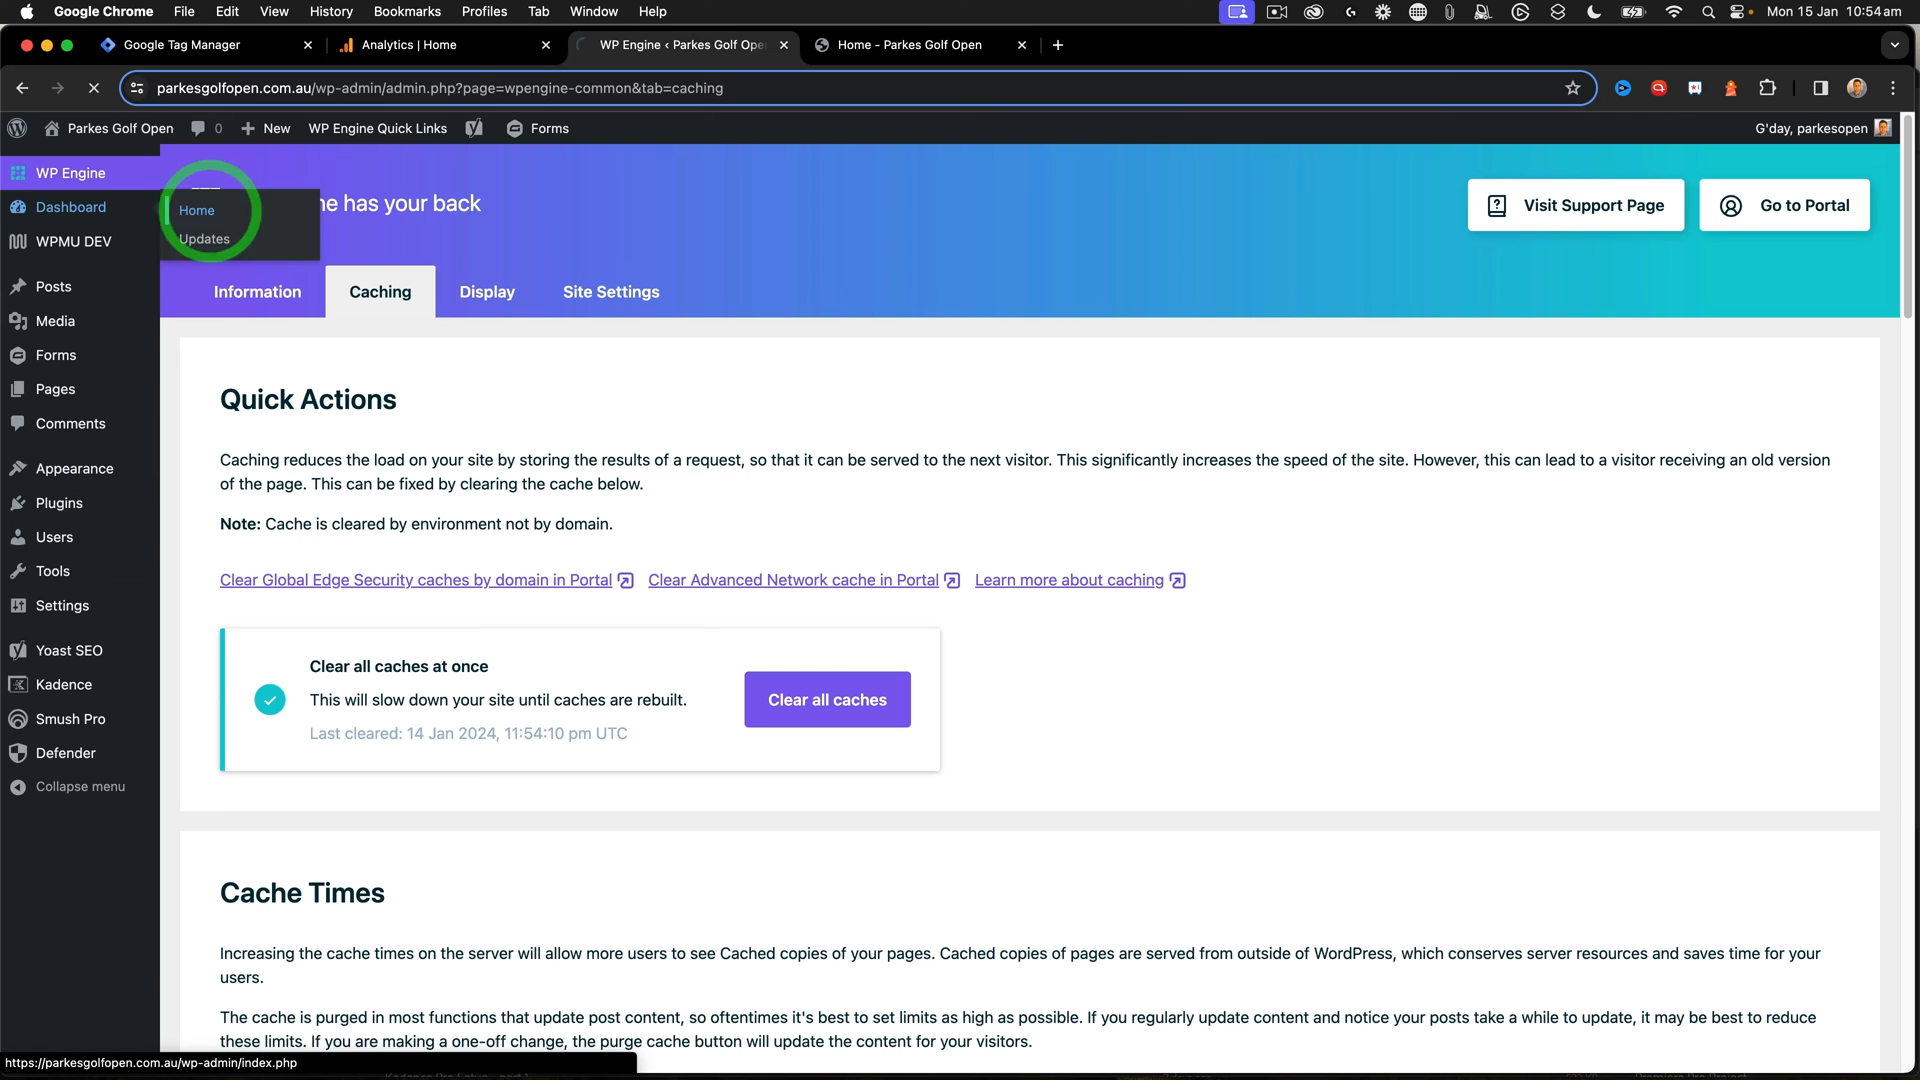 Google Chrome File Edit View History Bookmarks Profiles Tab Window Help Mon 15 Jan 10:54 am
Google Tag Manager Analytics | Home WP Engine ‹ Parkes Golf Ope Home - Parkes Golf Open
parkesgolfopen.com.au/wp-admin/admin.php?page=wpengine-common&tab=caching
Parkes Golf Open 0 New WP Engine Quick Links Forms G'day, parkesopen
WP Engine
Dashboard
WPMU DEV
Posts
Media
Forms
Pages
Comments
Appearance
Plugins
Users
Tools
Settings
Yoast SEO
Kadence
Smush Pro
Defender
Collapse menu
Home
Updates
ne has your back
Visit Support Page
Go to Portal
Information Caching Display Site Settings
Quick Actions
Caching reduces the load on your site by storing the results of a request, so that it can be served to the next visitor. This significantly increases the speed of the site. However, this can lead to a visitor receiving an old version
of the page. This can be fixed by clearing the cache below.
Note: Cache is cleared by environment not by domain.
Clear Global Edge Security caches by domain in Portal Clear Advanced Network cache in Portal Learn more about caching
Clear all caches at once
This will slow down your site until caches are rebuilt.
Last cleared: 14 Jan 2024, 11:54:10 pm UTC
Clear all caches
Cache Times
Increasing the cache times on the server will allow more users to see Cached copies of your pages. Cached copies of pages are served from outside of WordPress, which conserves server resources and saves time for your
users.
The cache is purged in most functions that update post content, so oftentimes it's best to set limits as high as possible. If you regularly update content and notice your posts take a while to update, it may be best to reduce
these limits. If you are making a one-off change, the purge cache button will update the content for your visitors.
https://parkesgolfopen.com.au/wp-admin/index.php